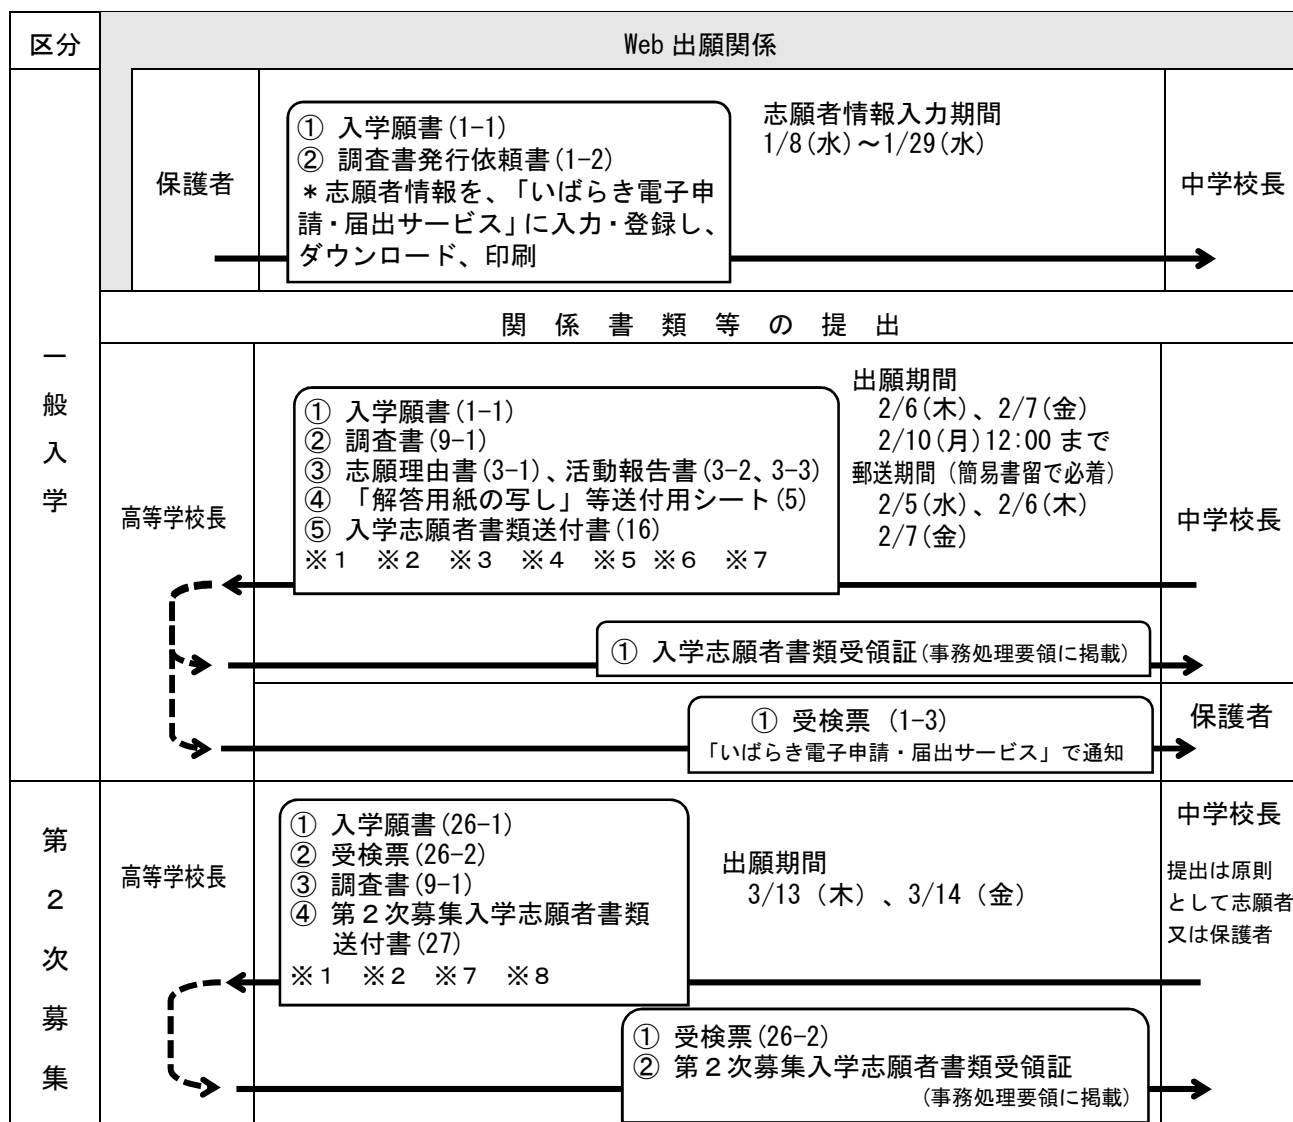 区分
Web 出願関係
一般入学
保護者
① 入学願書(1-1)
② 調査書発行依頼書(1-2)
＊志願者情報を、「いばらき電子申
請・届出サービス」に入力・登録し、
ダウンロード、印刷
志願者情報入力期間
1/8(水)～1/29(水)
中学校長
関係書類等の提出
高等学校長
① 入学願書(1-1)
② 調査書(9-1)
③ 志願理由書(3-1)、活動報告書(3-2、3-3)
④ 「解答用紙の写し」等送付用シート(5)
⑤ 入学志願者書類送付書(16)
※１ ※２ ※３ ※４ ※５ ※６ ※７
出願期間
2/6(木)、2/7(金)
2/10(月)12:00 まで
郵送期間（簡易書留で必着）
2/5(水)、2/6(木)
2/7(金)
中学校長
① 入学志願者書類受領証(事務処理要領に掲載)
① 受検票 (1-3)
「いばらき電子申請・届出サービス」で通知
保護者
第２次募集
高等学校長
① 入学願書(26-1)
② 受検票(26-2)
③ 調査書(9-1)
④ 第２次募集入学志願者書類
送付書(27)
※１ ※２ ※７ ※８
出願期間
3/13（木）、3/14（金）
中学校長
提出は原則
として志願者
又は保護者
① 受検票(26-2)
② 第２次募集入学志願者書類受領証
(事務処理要領に掲載)